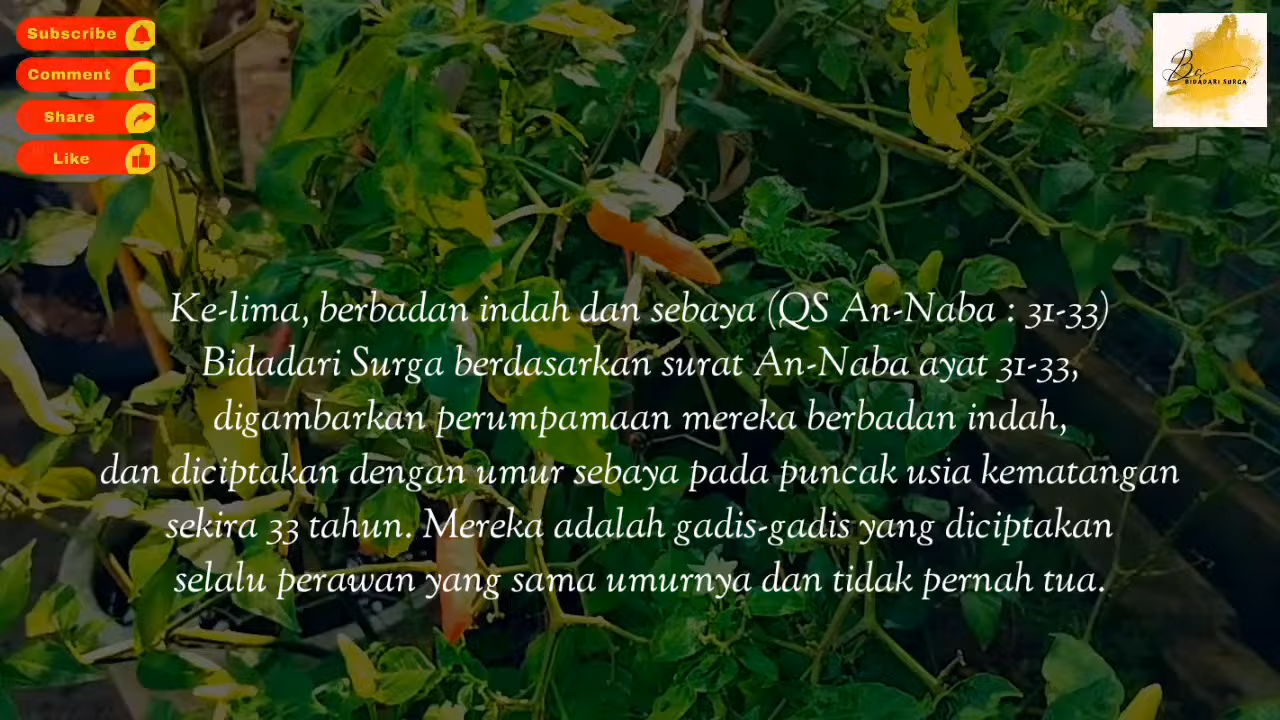 Subscribe
Comment
Share
Like
BIDADARI SURGA
Ke-lima, berbadan indah dan sebaya (QS An-Naba : 31-33)
Bidadari Surga berdasarkan surat An-Naba ayat 31-33,
digambarkan perumpamaan mereka berbadan indah,
dan diciptakan dengan umur sebaya pada puncak usia kematangan
sekira 33 tahun. Mereka adalah gadis-gadis yang diciptakan
selalu perawan yang sama umurnya dan tidak pernah tua.